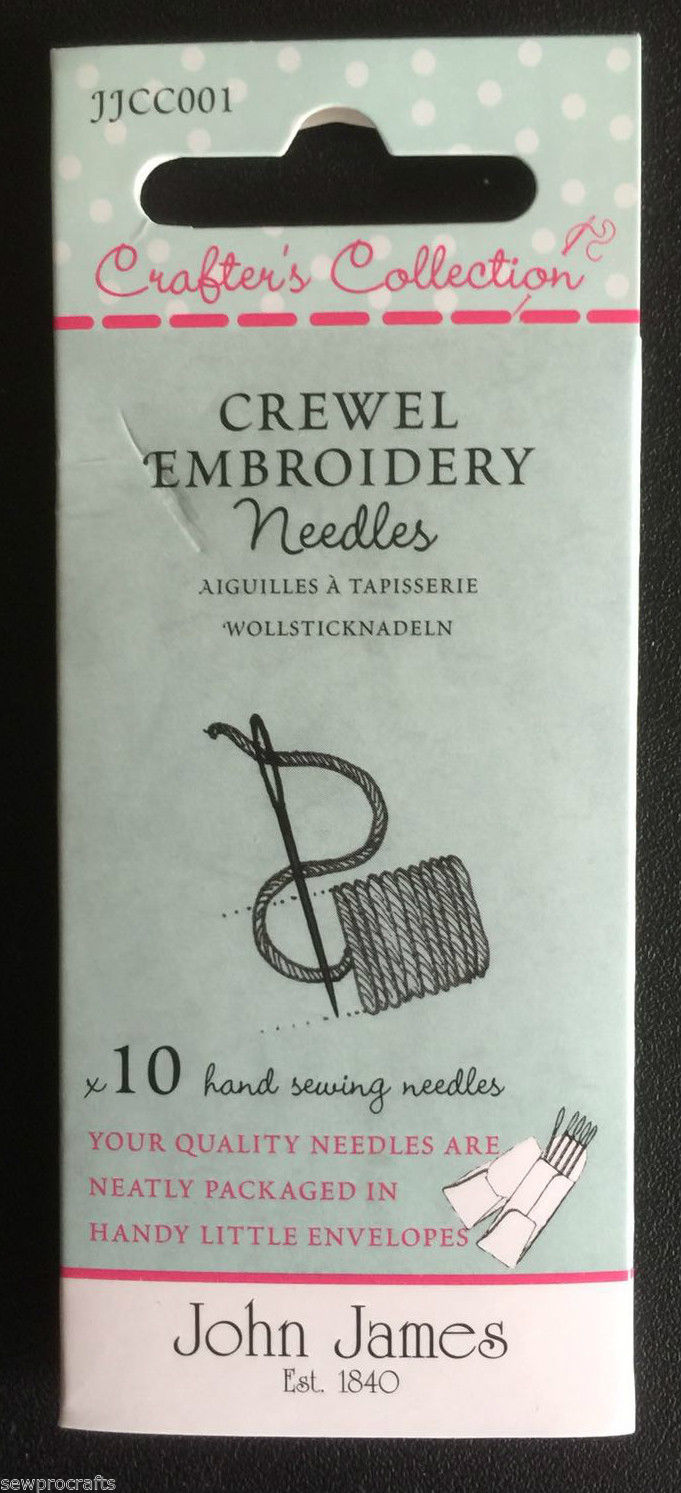 JJCC001
Crafter's Collection
CREWEL
EMBROIDERY
Needles
AIGUILLES À TAPISSERIE
WOLLSTICKNADELN
x 10 hand sewing needles
YOUR QUALITY NEEDLES ARE
NEATLY PACKAGED IN
HANDY LITTLE ENVELOPES
John James
Est. 1840
sewprocrafts